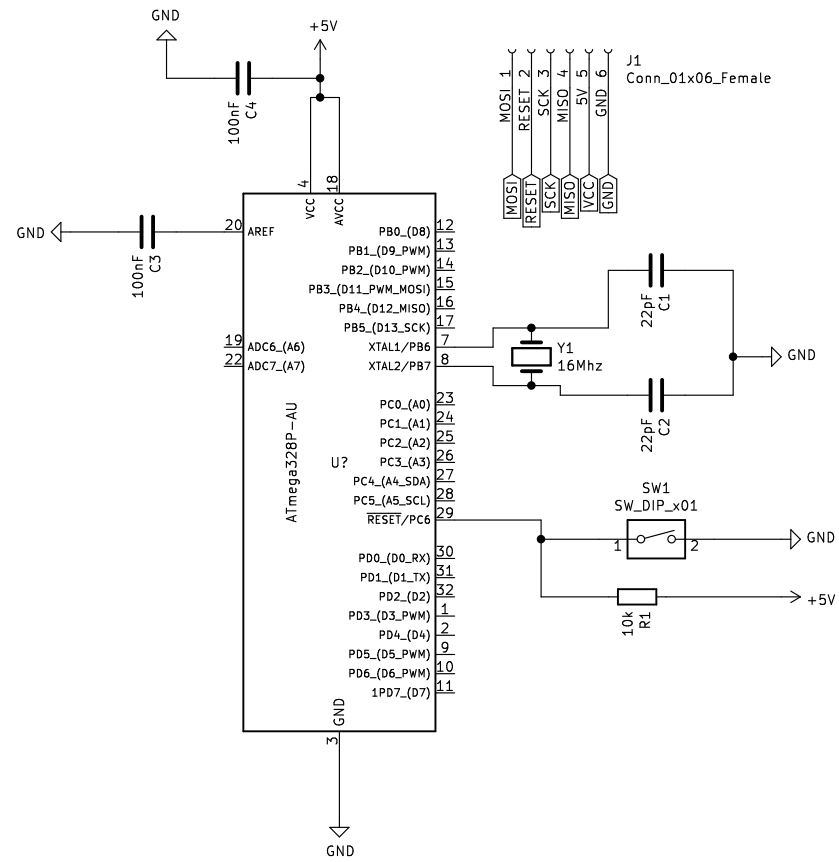 GND
+5V
100nF
C4
J1
Conn_01x06_Female
MOSI 1
RESET 2
SCK 3
MISO 4
5V 5
GND 6
MOSI
RESET
SCK
MISO
VCC
GND
4
18
VCC
AVCC
GND
100nF
C3
20 AREF
19 ADC6_(A6)
22 ADC7_(A7)
ATmega328P-AU
U?
PB0_(D8) 12
PB1_(D9_PWM) 13
PB2_(D10_PWM) 14
PB3_(D11_PWM_MOSI) 15
PB4_(D12_MISO) 16
PB5_(D13_SCK) 17
XTAL1/PB6 7
XTAL2/PB7 8
PC0_(A0) 23
PC1_(A1) 24
PC2_(A2) 25
PC3_(A3) 26
PC4_(A4_SDA) 27
PC5_(A5_SCL) 28
RESET/PC6 29
PD0_(D0_RX) 30
PD1_(D1_TX) 31
PD2_(D2) 32
PD3_(D3_PWM) 1
PD4_(D4) 2
PD5_(D5_PWM) 9
PD6_(D6_PWM) 10
1PD7_(D7) 11
GND
3
GND
Y1
16Mhz
22pF
C1
22pF
C2
GND
SW1
SW_DIP_x01
1
2
GND
10k
R1
+5V